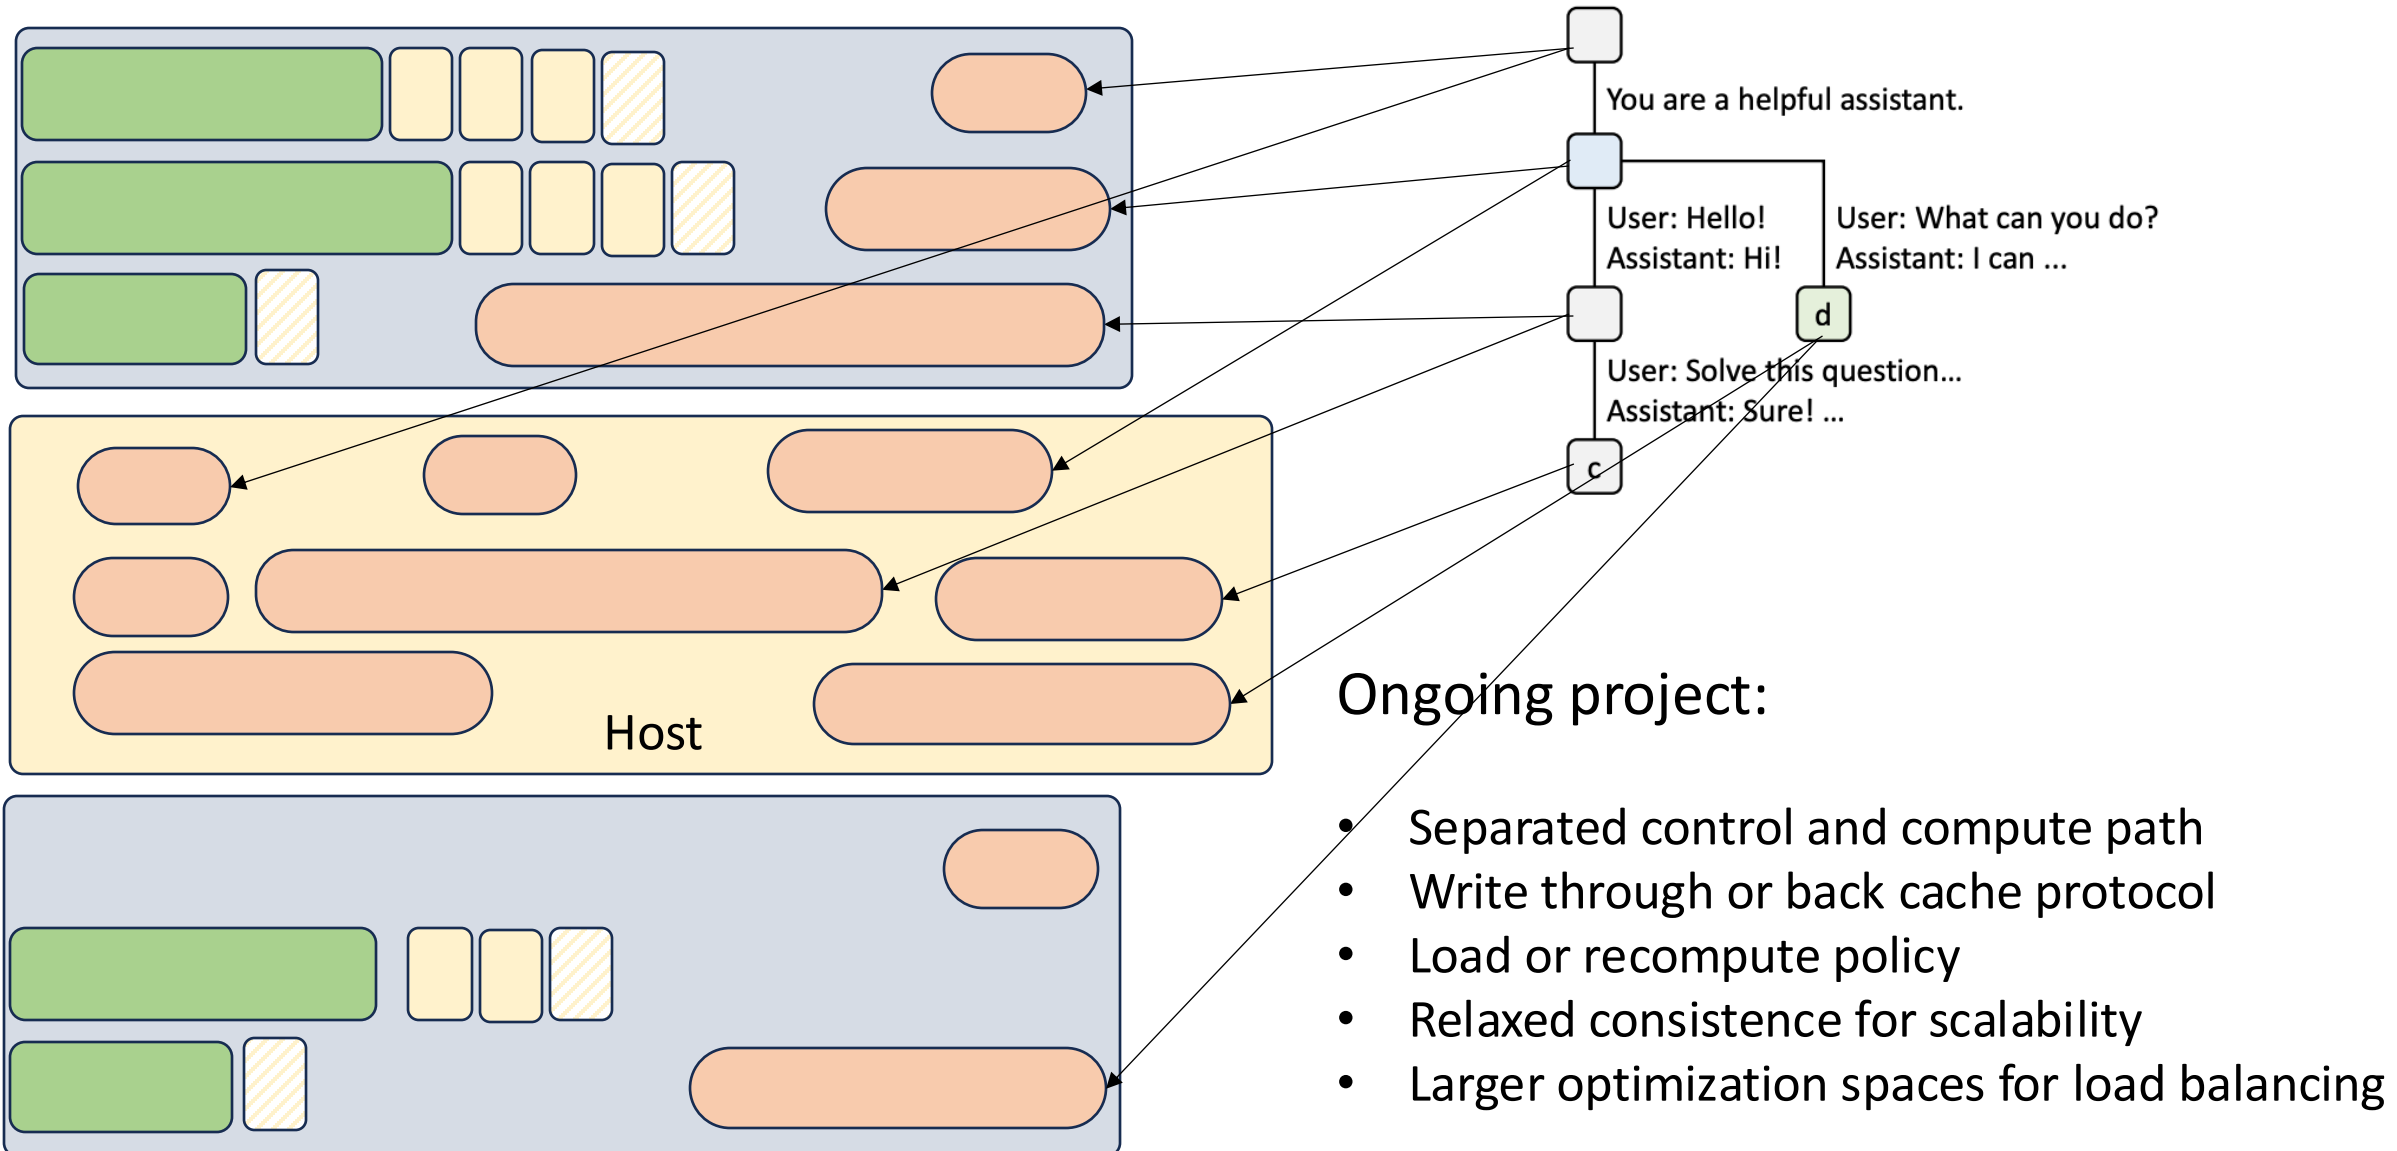 You are a helpful assistant.
User: Hello!
Assistant: Hi!
User: What can you do?
Assistant: I can ...
d
User: Solve this question...
Assistant: Sure! ...
c
Host
Ongoing project:
• Separated control and compute path
• Write through or back cache protocol
• Load or recompute policy
• Relaxed consistence for scalability
• Larger optimization spaces for load balancing